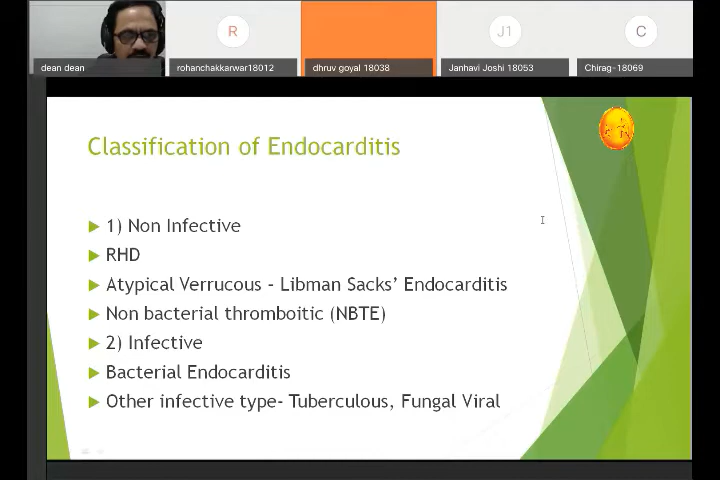 R
J1
C
dean dean
rohanchakkarwar18012
dhruv goyal 18038
Janhavi Joshi 18053
Chirag-18069
Classification of Endocarditis
1) Non Infective
RHD
Atypical Verrucous – Libman Sacks’ Endocarditis
Non bacterial thromboitic (NBTE)
2) Infective
Bacterial Endocarditis
Other infective type- Tuberculous, Fungal Viral